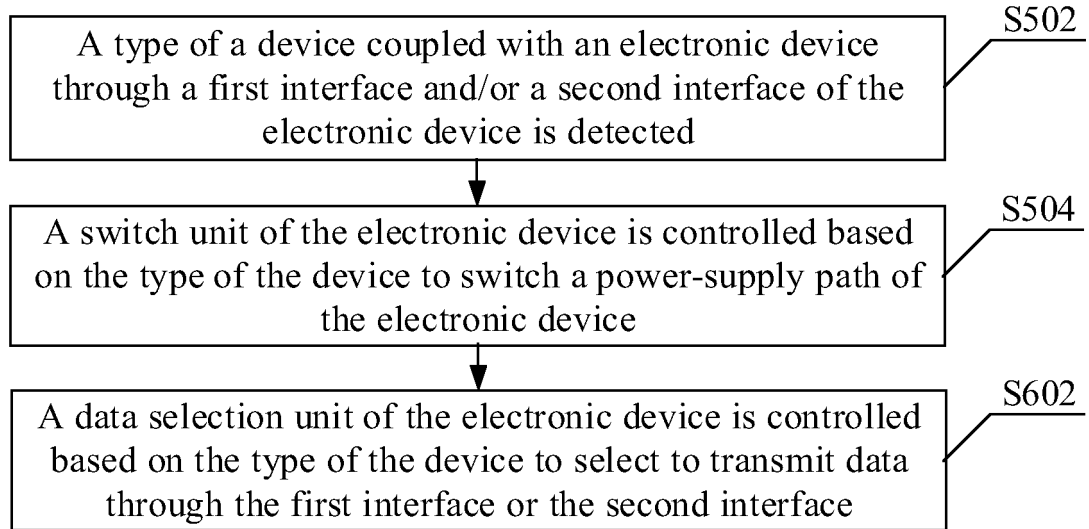 S502
A type of a device coupled with an electronic device
through a first interface and/or a second interface of the
electronic device is detected
S504
A switch unit of the electronic device is controlled based
on the type of the device to switch a power-supply path of
the electronic device
S602
A data selection unit of the electronic device is controlled
based on the type of the device to select to transmit data
through the first interface or the second interface